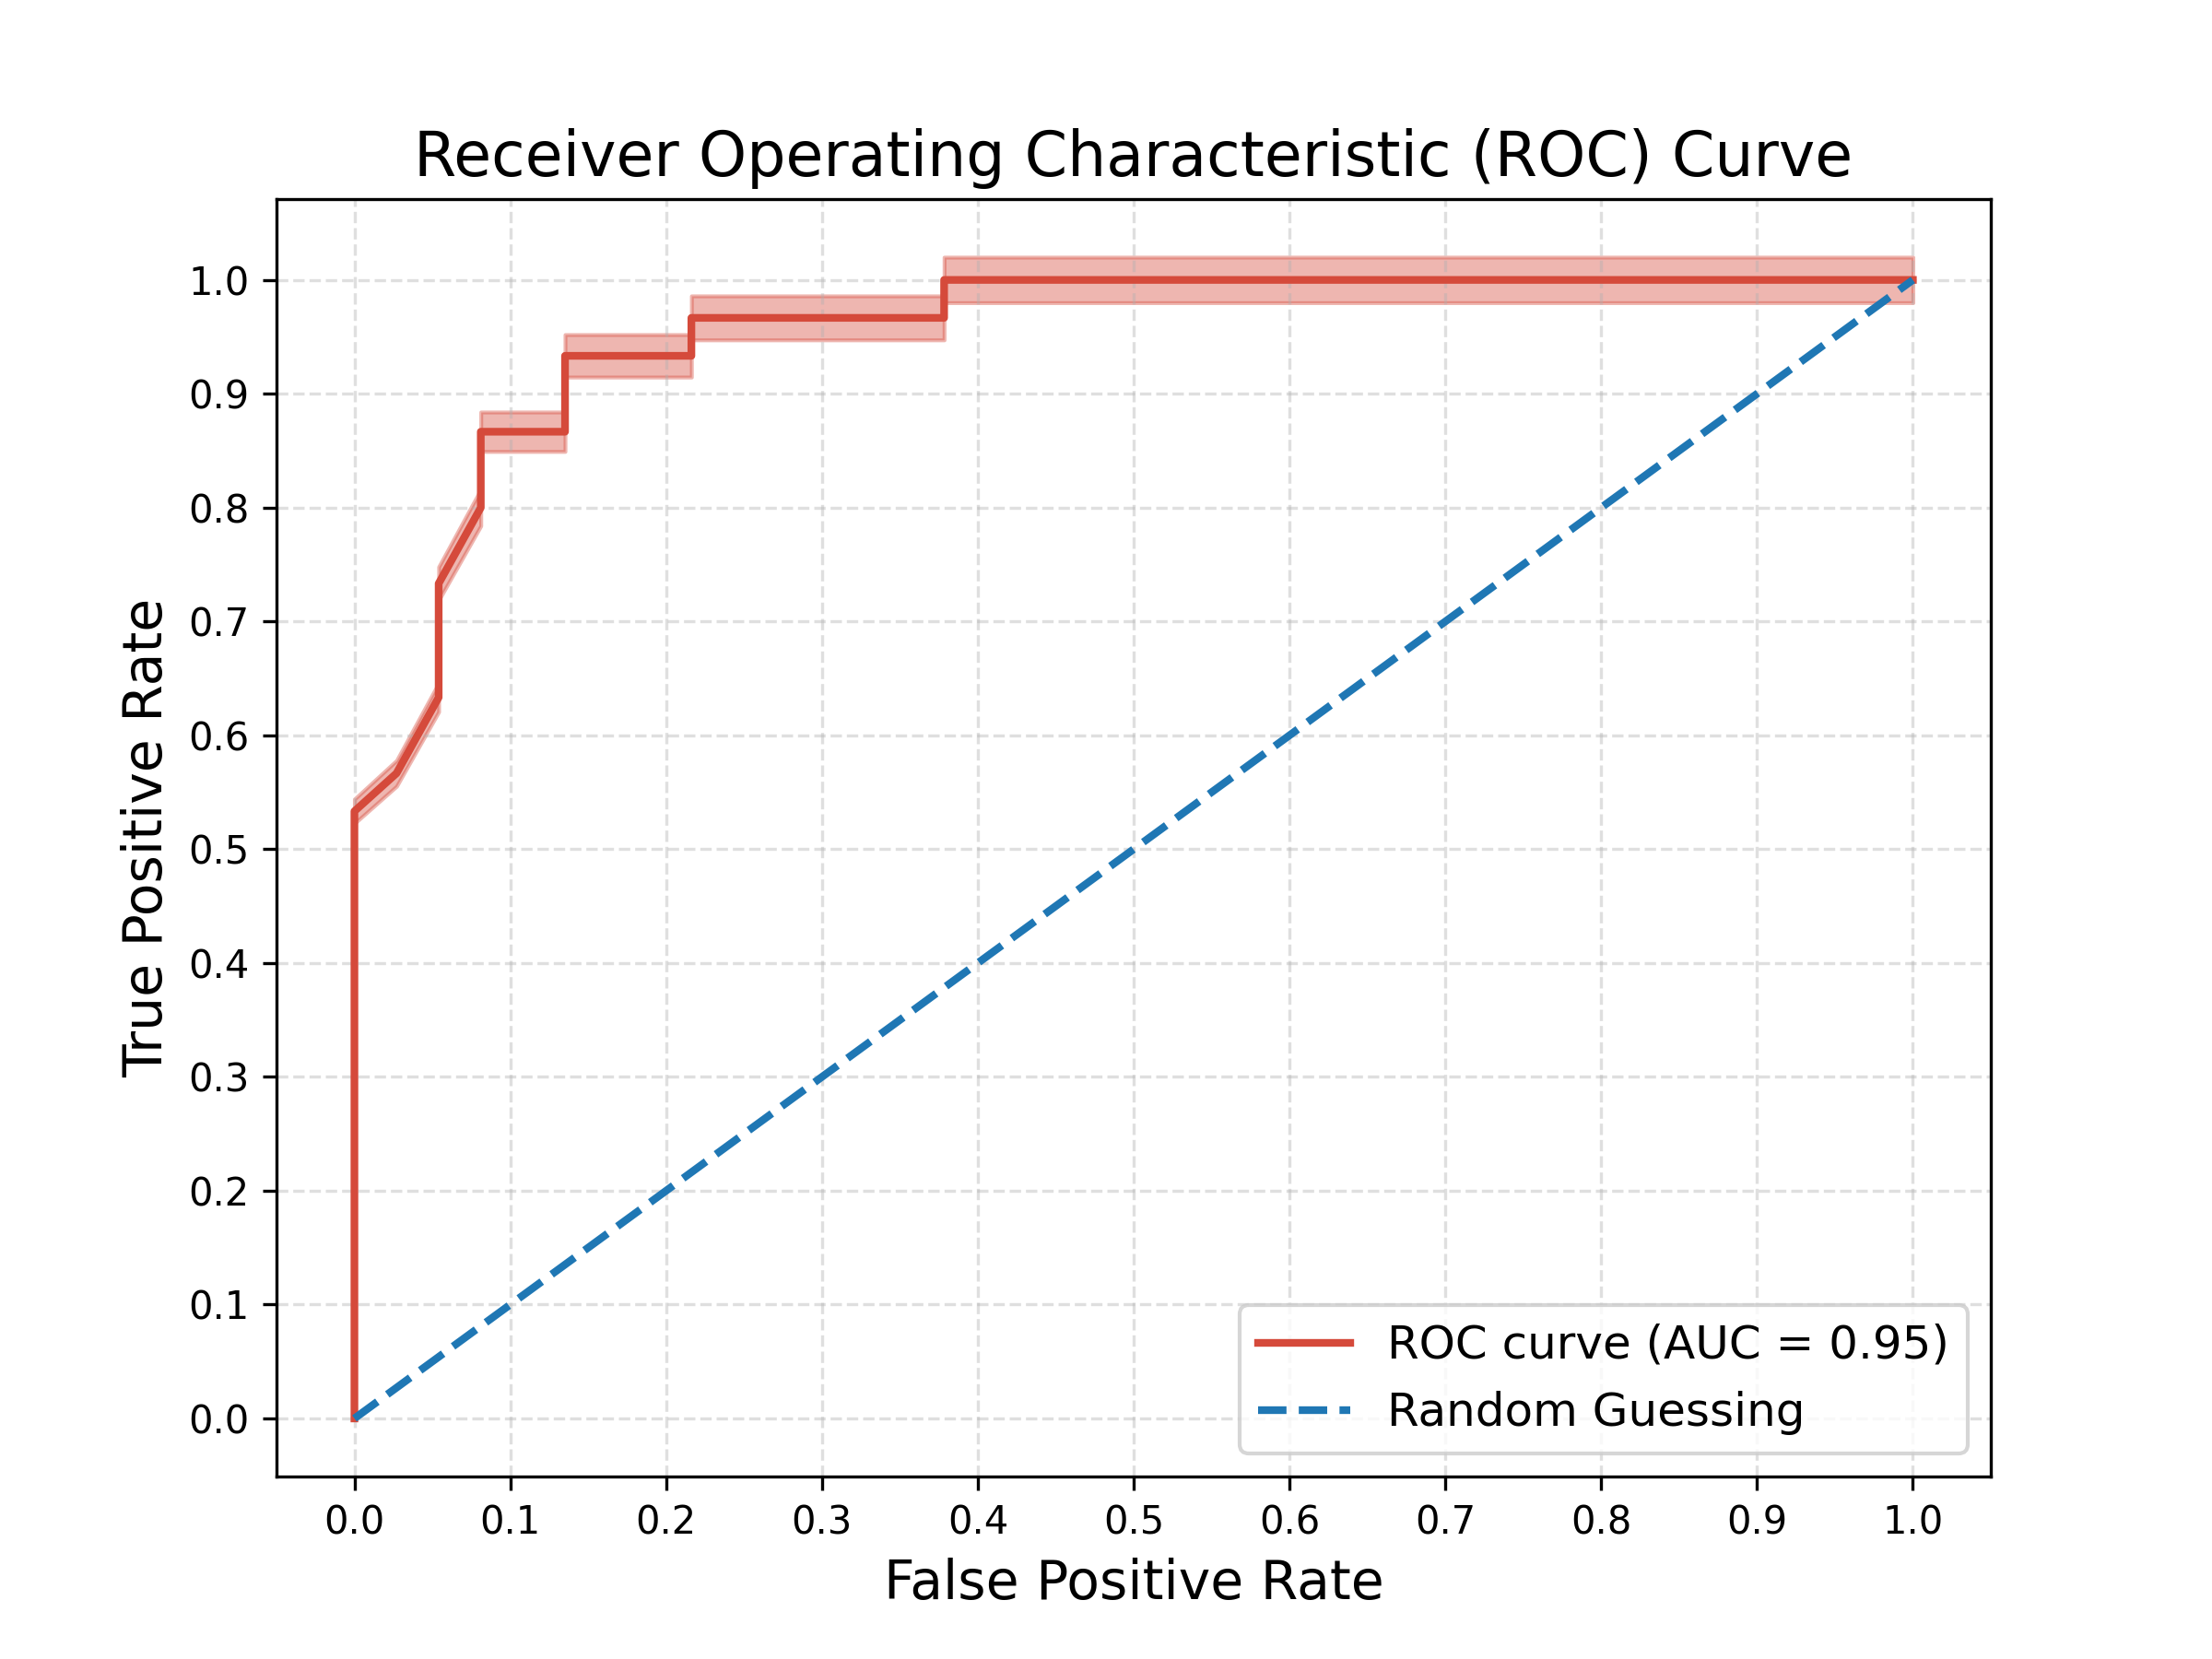 Receiver Operating Characteristic (ROC) Curve
True Positive Rate
1.0
0.9
0.8
0.7
0.6
0.5
0.4
0.3
0.2
0.1
0.0
ROC curve (AUC = 0.95)
Random Guessing
0.0 0.1 0.2 0.3 0.4 0.5 0.6 0.7 0.8 0.9 1.0
False Positive Rate